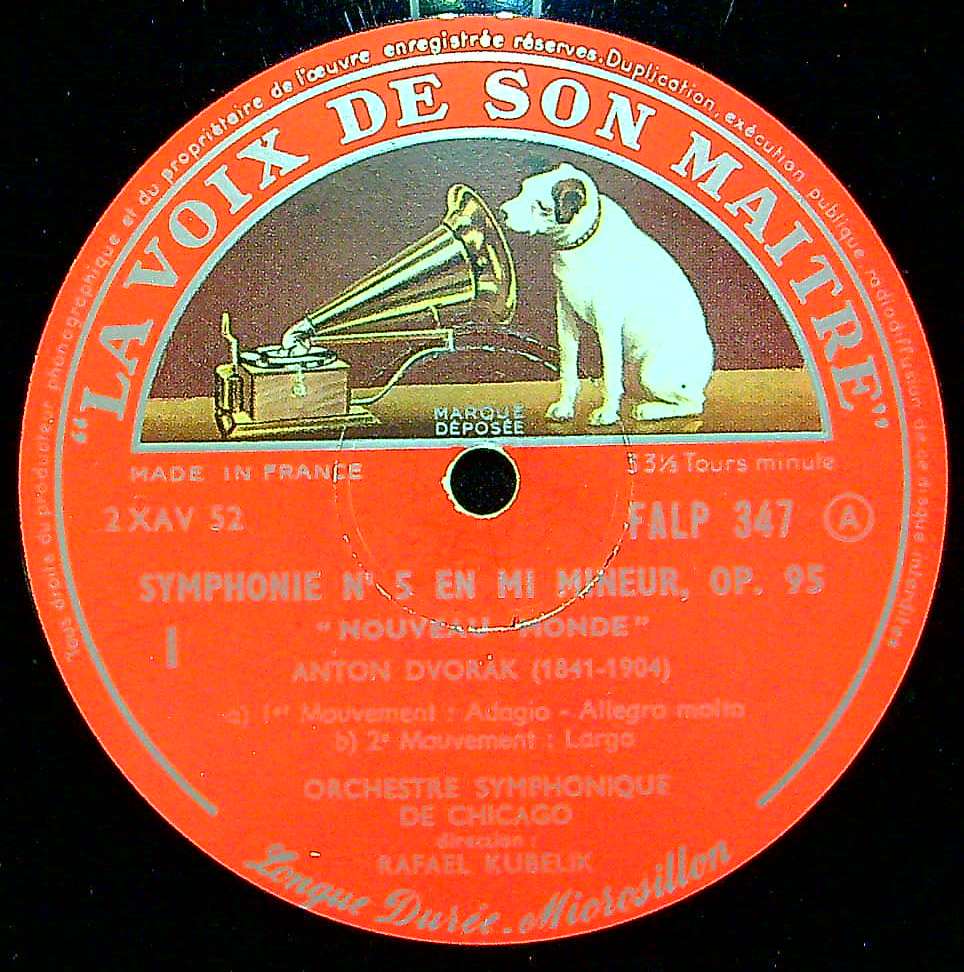 Tous droits du producteur phonographique et du propriétaire de l'œuvre enregistrée réservés. Duplication, exécution publique, radiodiffusion de ce disque interdites
"LA VOIX DE SON MAITRE"
MARQUE
DÉPOSÉE
MADE IN FRANCE
33⅓ Tours minute
2 XAV 52
FALP 347 A
SYMPHONIE N° 5 EN MI MINEUR, OP. 95
"NOUVEAU MONDE"
I
ANTON DVORAK (1841-1904)
a) 1er Mouvement : Adagio - Allegro molto
b) 2e Mouvement : Largo
ORCHESTRE SYMPHONIQUE
DE CHICAGO
direction :
RAFAEL KUBELIK
Longue Durée - Microsillon